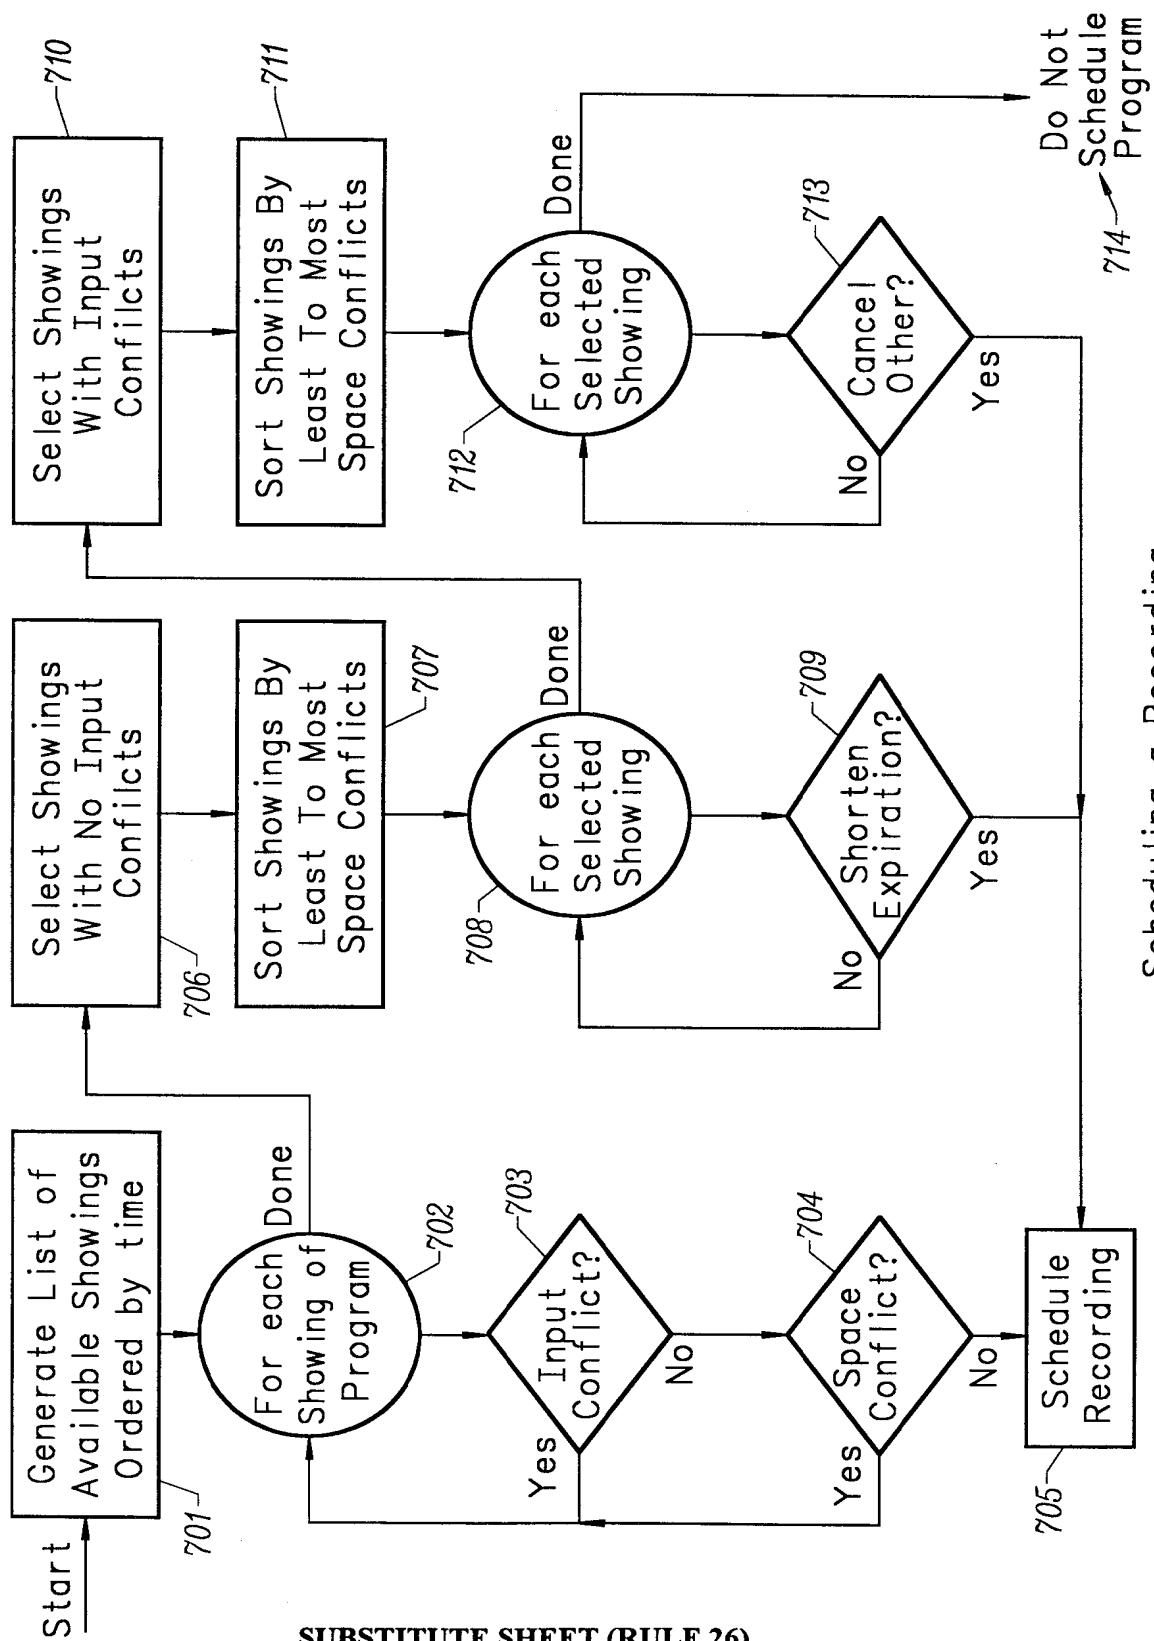 Start
Generate List of
Available Showings
Ordered by time
701
For each
Showing of
Program
Done
702
Input
Conflict?
703
Yes
No
Space
Conflict?
704
Yes
No
Schedule
Recording
705
Select Showings
With No Input
Confilcts
706
Sort Showings By
Least To Most
Space Conflicts
707
For each
Selected
Showing
Done
708
Shorten
Expiration?
709
No
Yes
Select Showings
With Input
Confilcts
710
Sort Showings By
Least To Most
Space Conflicts
711
For each
Selected
Showing
Done
712
Cancel
Other?
713
No
Yes
Do Not
Schedule
Program
714
Scheduling a Recording
SUBSTITUTE SHEET (RULE 26)